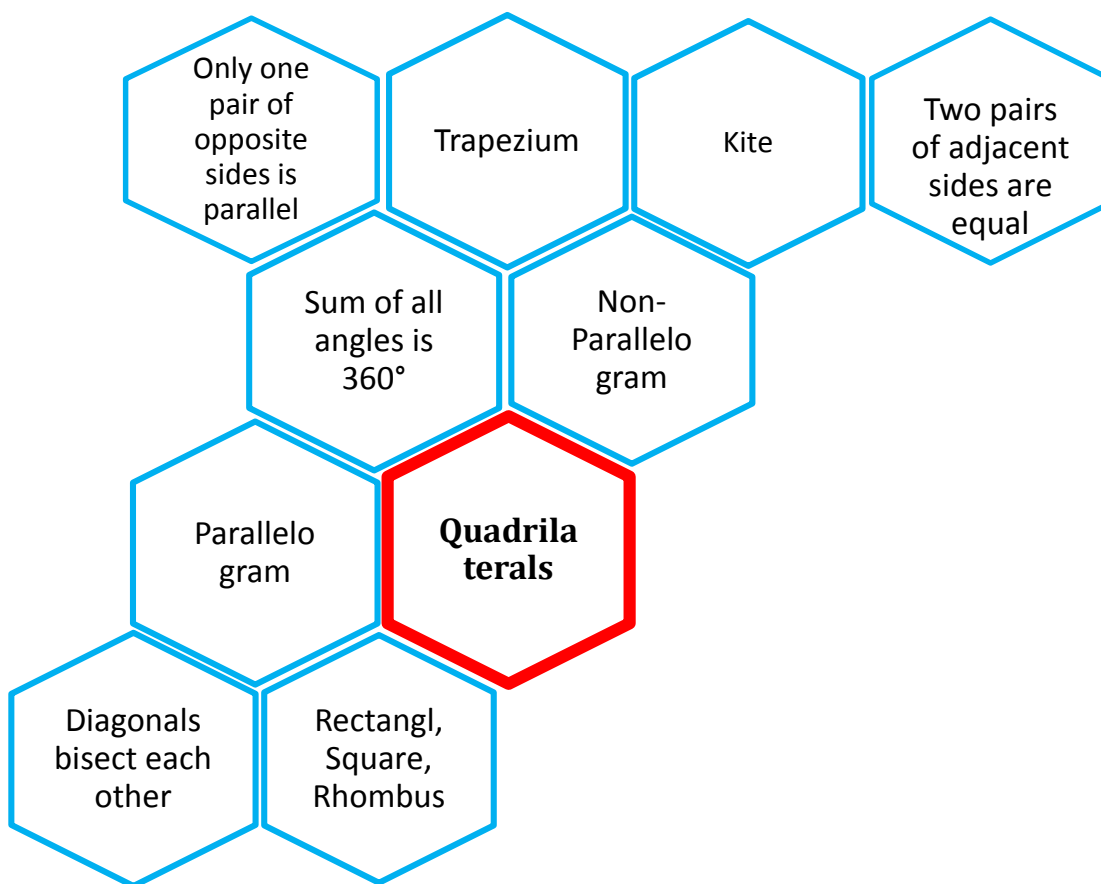 Only one
pair of
opposite
sides is
parallel
Trapezium
Kite
Two pairs
of adjacent
sides are
equal
Sum of all
angles is
360°
Non-
Parallelo
gram
Parallelo
gram
Quadrila
terals
Diagonals
bisect each
other
Rectangl,
Square,
Rhombus